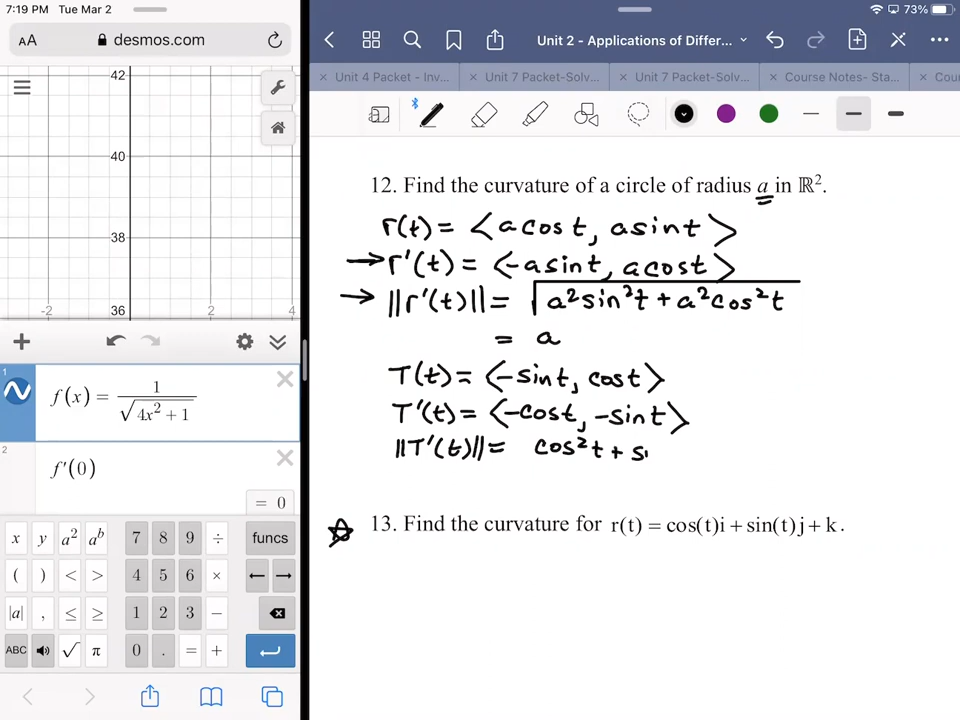 7:19 PM Tue Mar 2
73%
AA desmos.com
Unit 2 - Applications of Differ...
× Unit 4 Packet - Inv... × Unit 7 Packet-Solv... × Unit 7 Packet-Solv... × Course Notes- Sta... × Cou
42
40
38
36
-2 2 4
1
f(x) = 1/√(4x² + 1)
2
f'(0)
= 0
x y a² aᵇ 7 8 9 ÷ funcs
( ) < > 4 5 6 × ← →
|a| , ≤ ≥ 1 2 3 −
ABC √ π 0 . = +
12. Find the curvature of a circle of radius a in ℝ².
r(t) = <a cos t, a sin t>
→ r'(t) = <-a sin t, a cos t>
→ ||r'(t)|| = √(a² sin² t + a² cos² t)
= a
T(t) = <-sin t, cos t>
T'(t) = <-cos t, -sin t>
||T'(t)|| = cos² t + s
☆ 13. Find the curvature for r(t) = cos(t)i + sin(t)j + k.